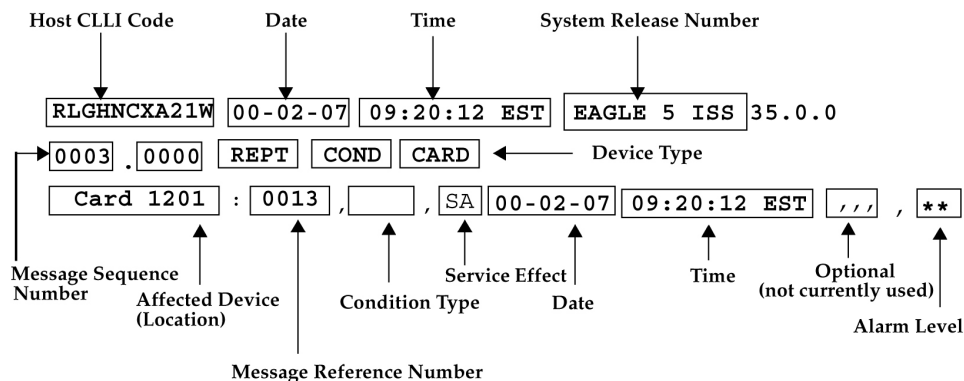 Host CLLI Code Date Time System Release Number
RLGHNCXA21W 00-02-07 09:20:12 EST EAGLE 5 ISS 35.0.0
0003 . 0000 REPT COND CARD Device Type
Card 1201 : 0013 , , SA 00-02-07 09:20:12 EST ,,, , **
Message Sequence
Number
Affected Device
(Location)
Message Reference Number
Condition Type
Service Effect
Date
Time
Optional
(not currently used)
Alarm Level